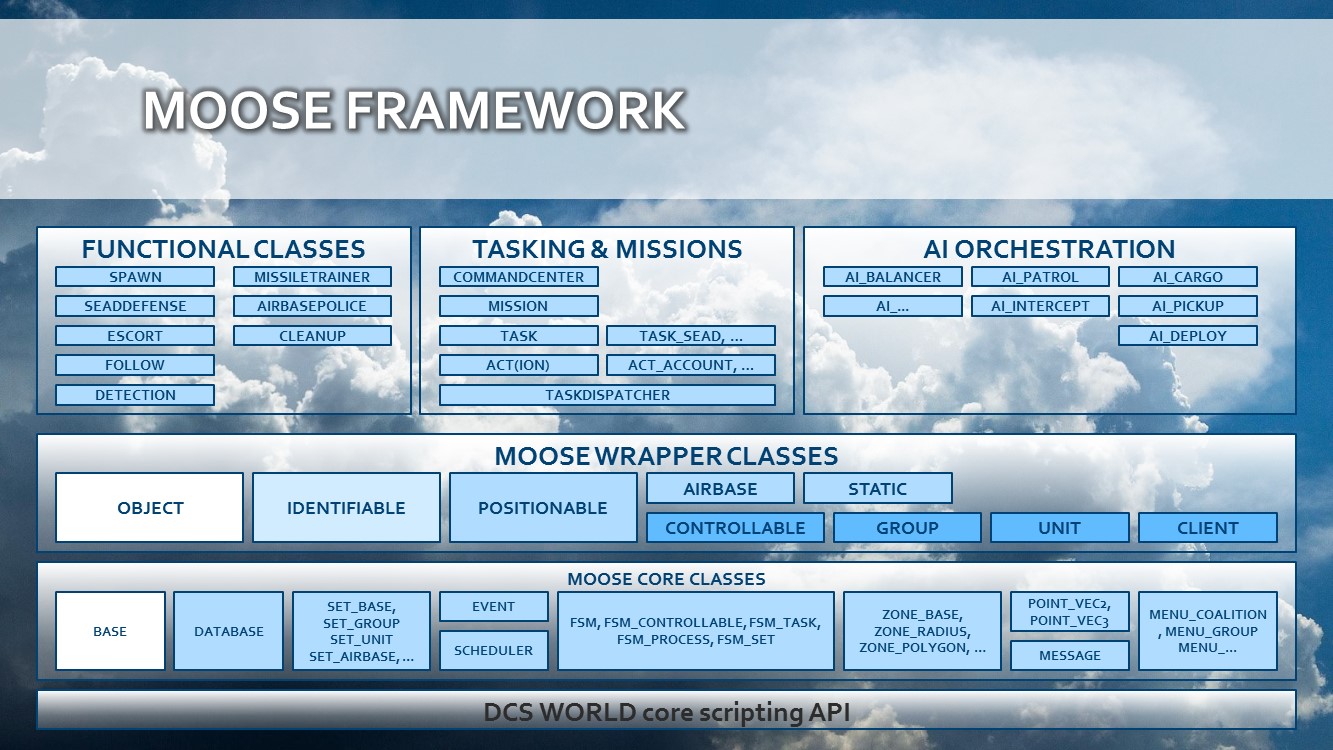 MOOSE FRAMEWORK
FUNCTIONAL CLASSES
SPAWN
MISSILETRAINER
SEADDEFENSE
AIRBASEPOLICE
ESCORT
CLEANUP
FOLLOW
DETECTION
TASKING & MISSIONS
COMMANDCENTER
MISSION
TASK
TASK_SEAD, ...
ACT(ION)
ACT_ACCOUNT, ...
TASKDISPATCHER
AI ORCHESTRATION
AI_BALANCER
AI_PATROL
AI_CARGO
AI_...
AI_INTERCEPT
AI_PICKUP
AI_DEPLOY
MOOSE WRAPPER CLASSES
OBJECT
IDENTIFIABLE
POSITIONABLE
AIRBASE
STATIC
CONTROLLABLE
GROUP
UNIT
CLIENT
MOOSE CORE CLASSES
BASE
DATABASE
SET_BASE,
SET_GROUP
SET_UNIT
SET_AIRBASE, ...
EVENT
SCHEDULER
FSM, FSM_CONTROLLABLE, FSM_TASK,
FSM_PROCESS, FSM_SET
ZONE_BASE,
ZONE_RADIUS,
ZONE_POLYGON, ...
POINT_VEC2,
POINT_VEC3
MESSAGE
MENU_COALITION
, MENU_GROUP
MENU_...
DCS WORLD core scripting API